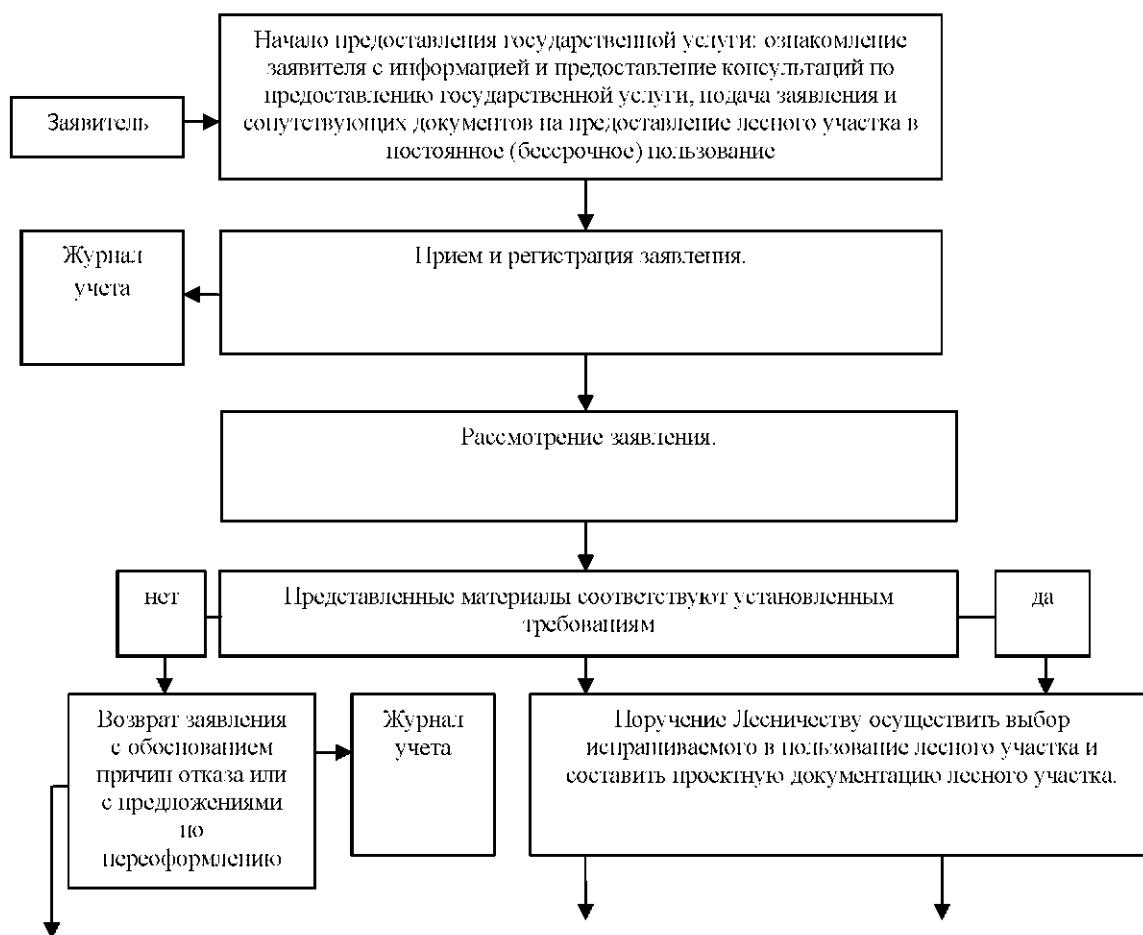 Начало предоставления государственной услуги: ознакомление
заявителя с информацией и предоставление консультаций по
предоставлению государственной услуги, подача заявления и
сопутствующих документов на предоставление лесного участка в
постоянное (бессрочное) пользование
Заявитель
Журнал
учета
Прием и регистрация заявления.
Рассмотрение заявления.
нет
Представленные материалы соответствуют установленным
требованиям
да
Возврат заявления
с обоснованием
причин отказа или
с предложениями
по
переоформлению
Журнал
учета
Поручение Лесничеству осуществить выбор
испрашиваемого в пользование лесного участка и
составить проектную документацию лесного участка.